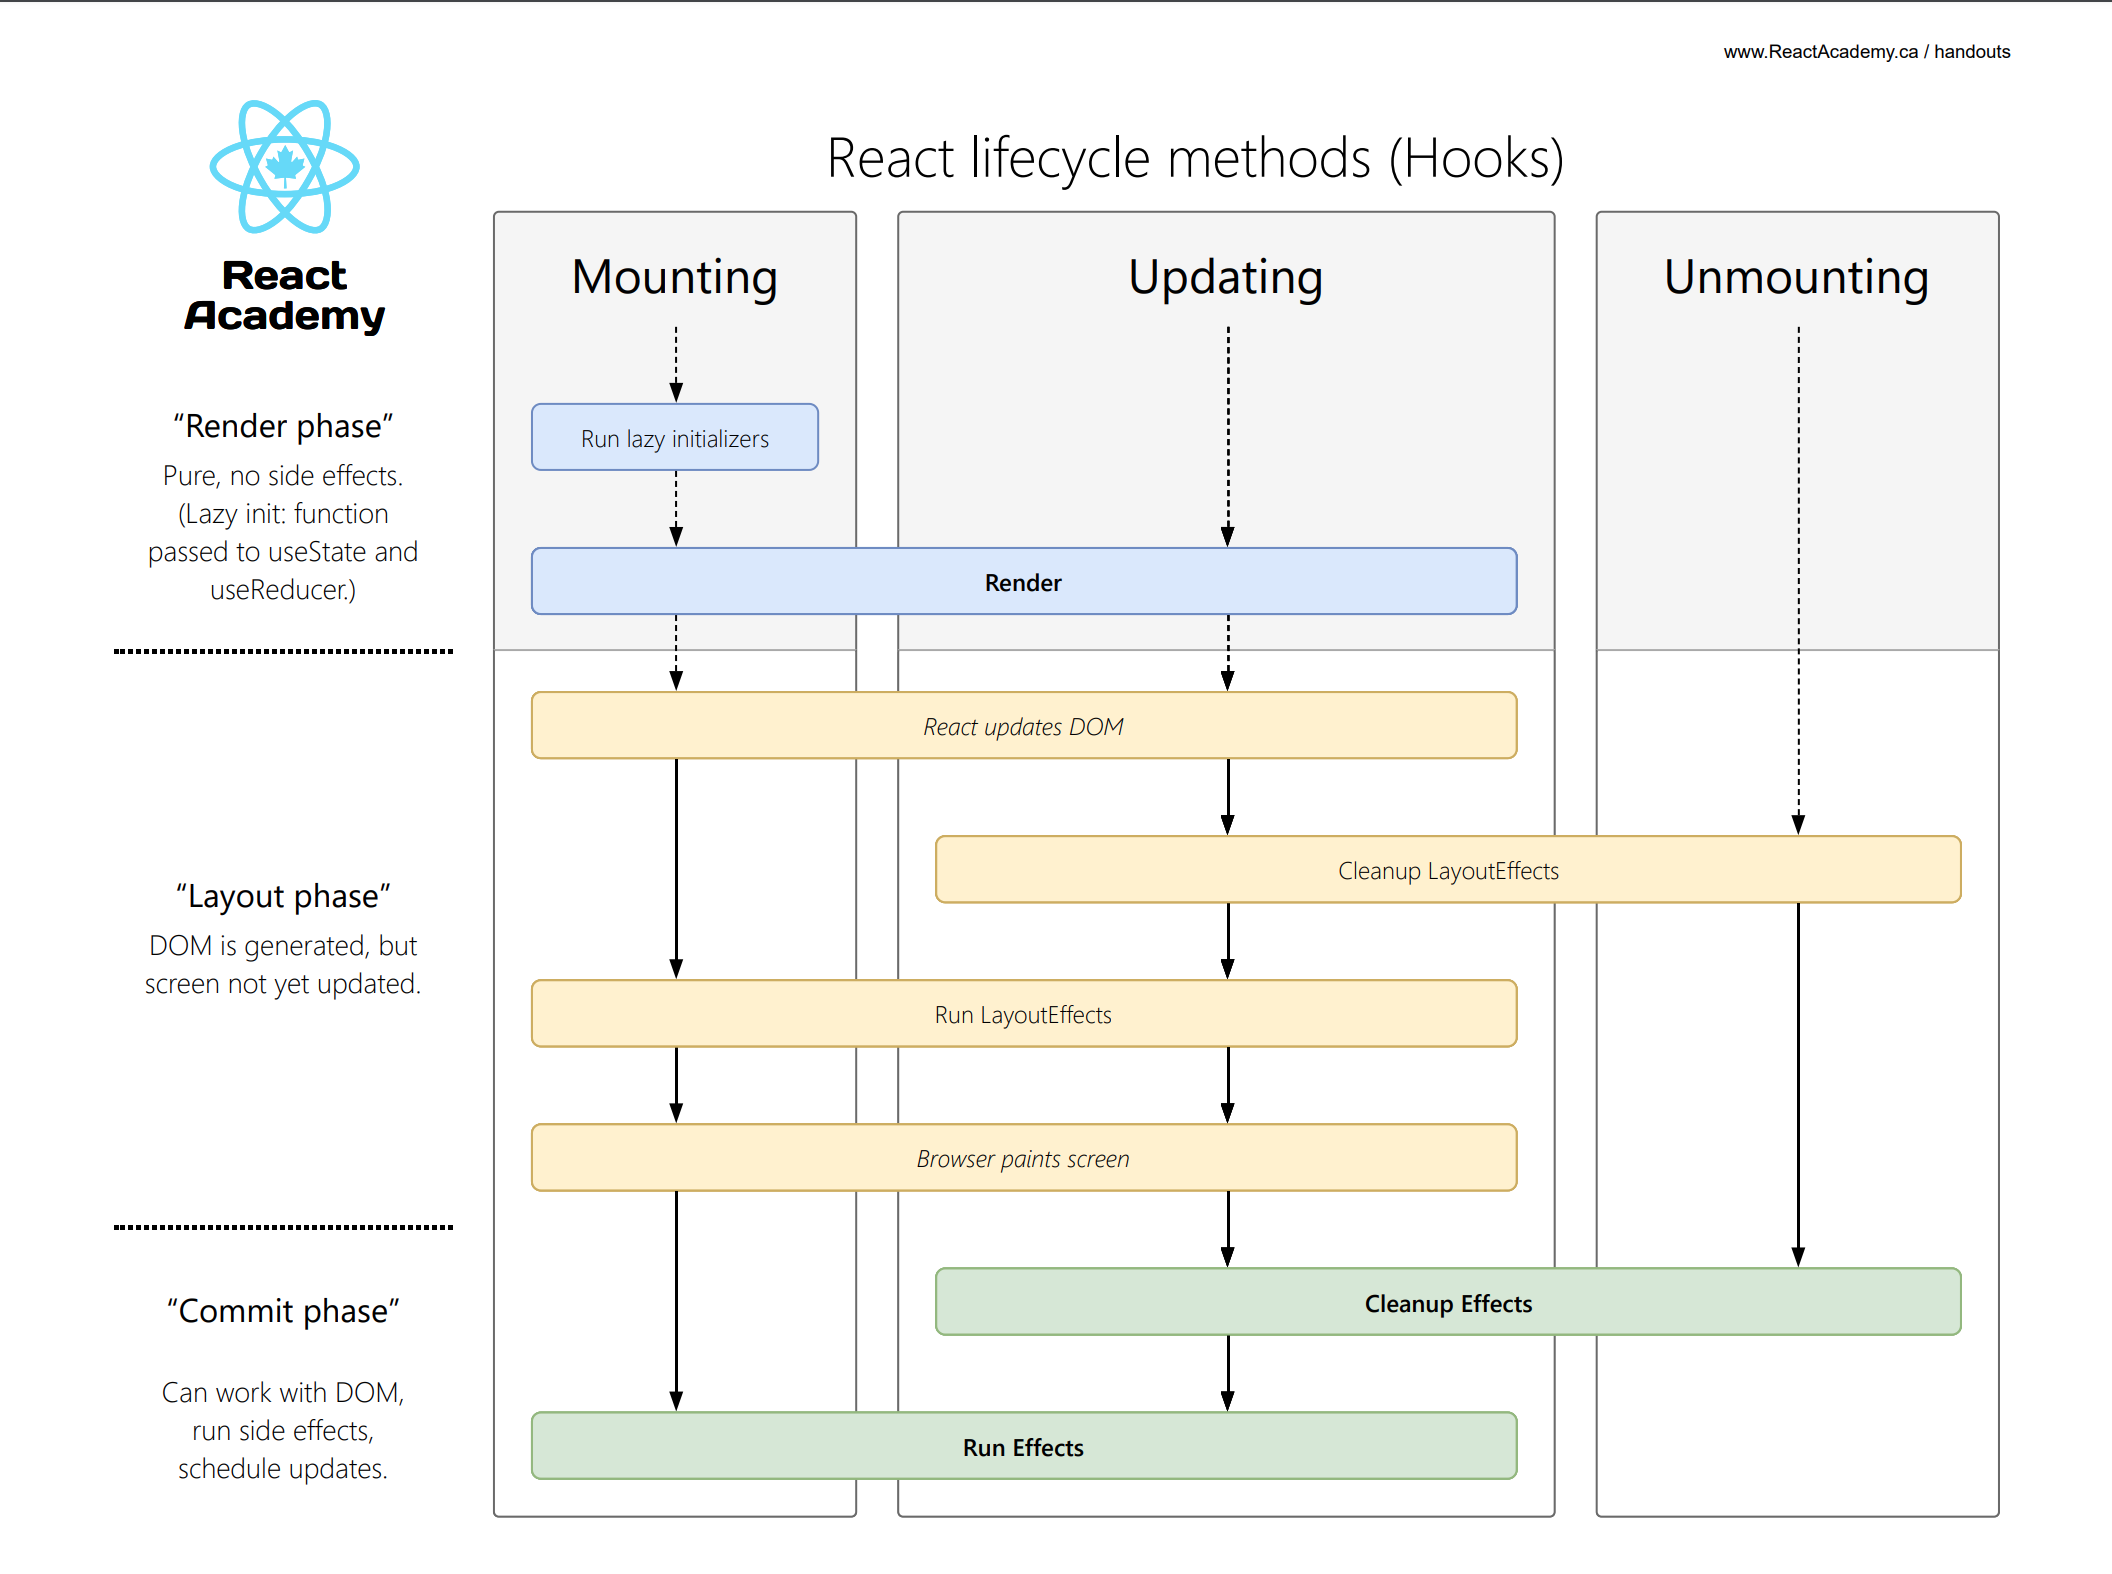 www.ReactAcademy.ca / handouts
React lifecycle methods (Hooks)
React
Academy
Mounting
Updating
Unmounting
Run lazy initializers
“Render phase”
Pure, no side effects.
(Lazy init: function
passed to useState and
useReducer.)
Render
React updates DOM
Cleanup LayoutEffects
“Layout phase”
DOM is generated, but
screen not yet updated.
Run LayoutEffects
Browser paints screen
Cleanup Effects
“Commit phase”
Can work with DOM,
run side effects,
schedule updates.
Run Effects